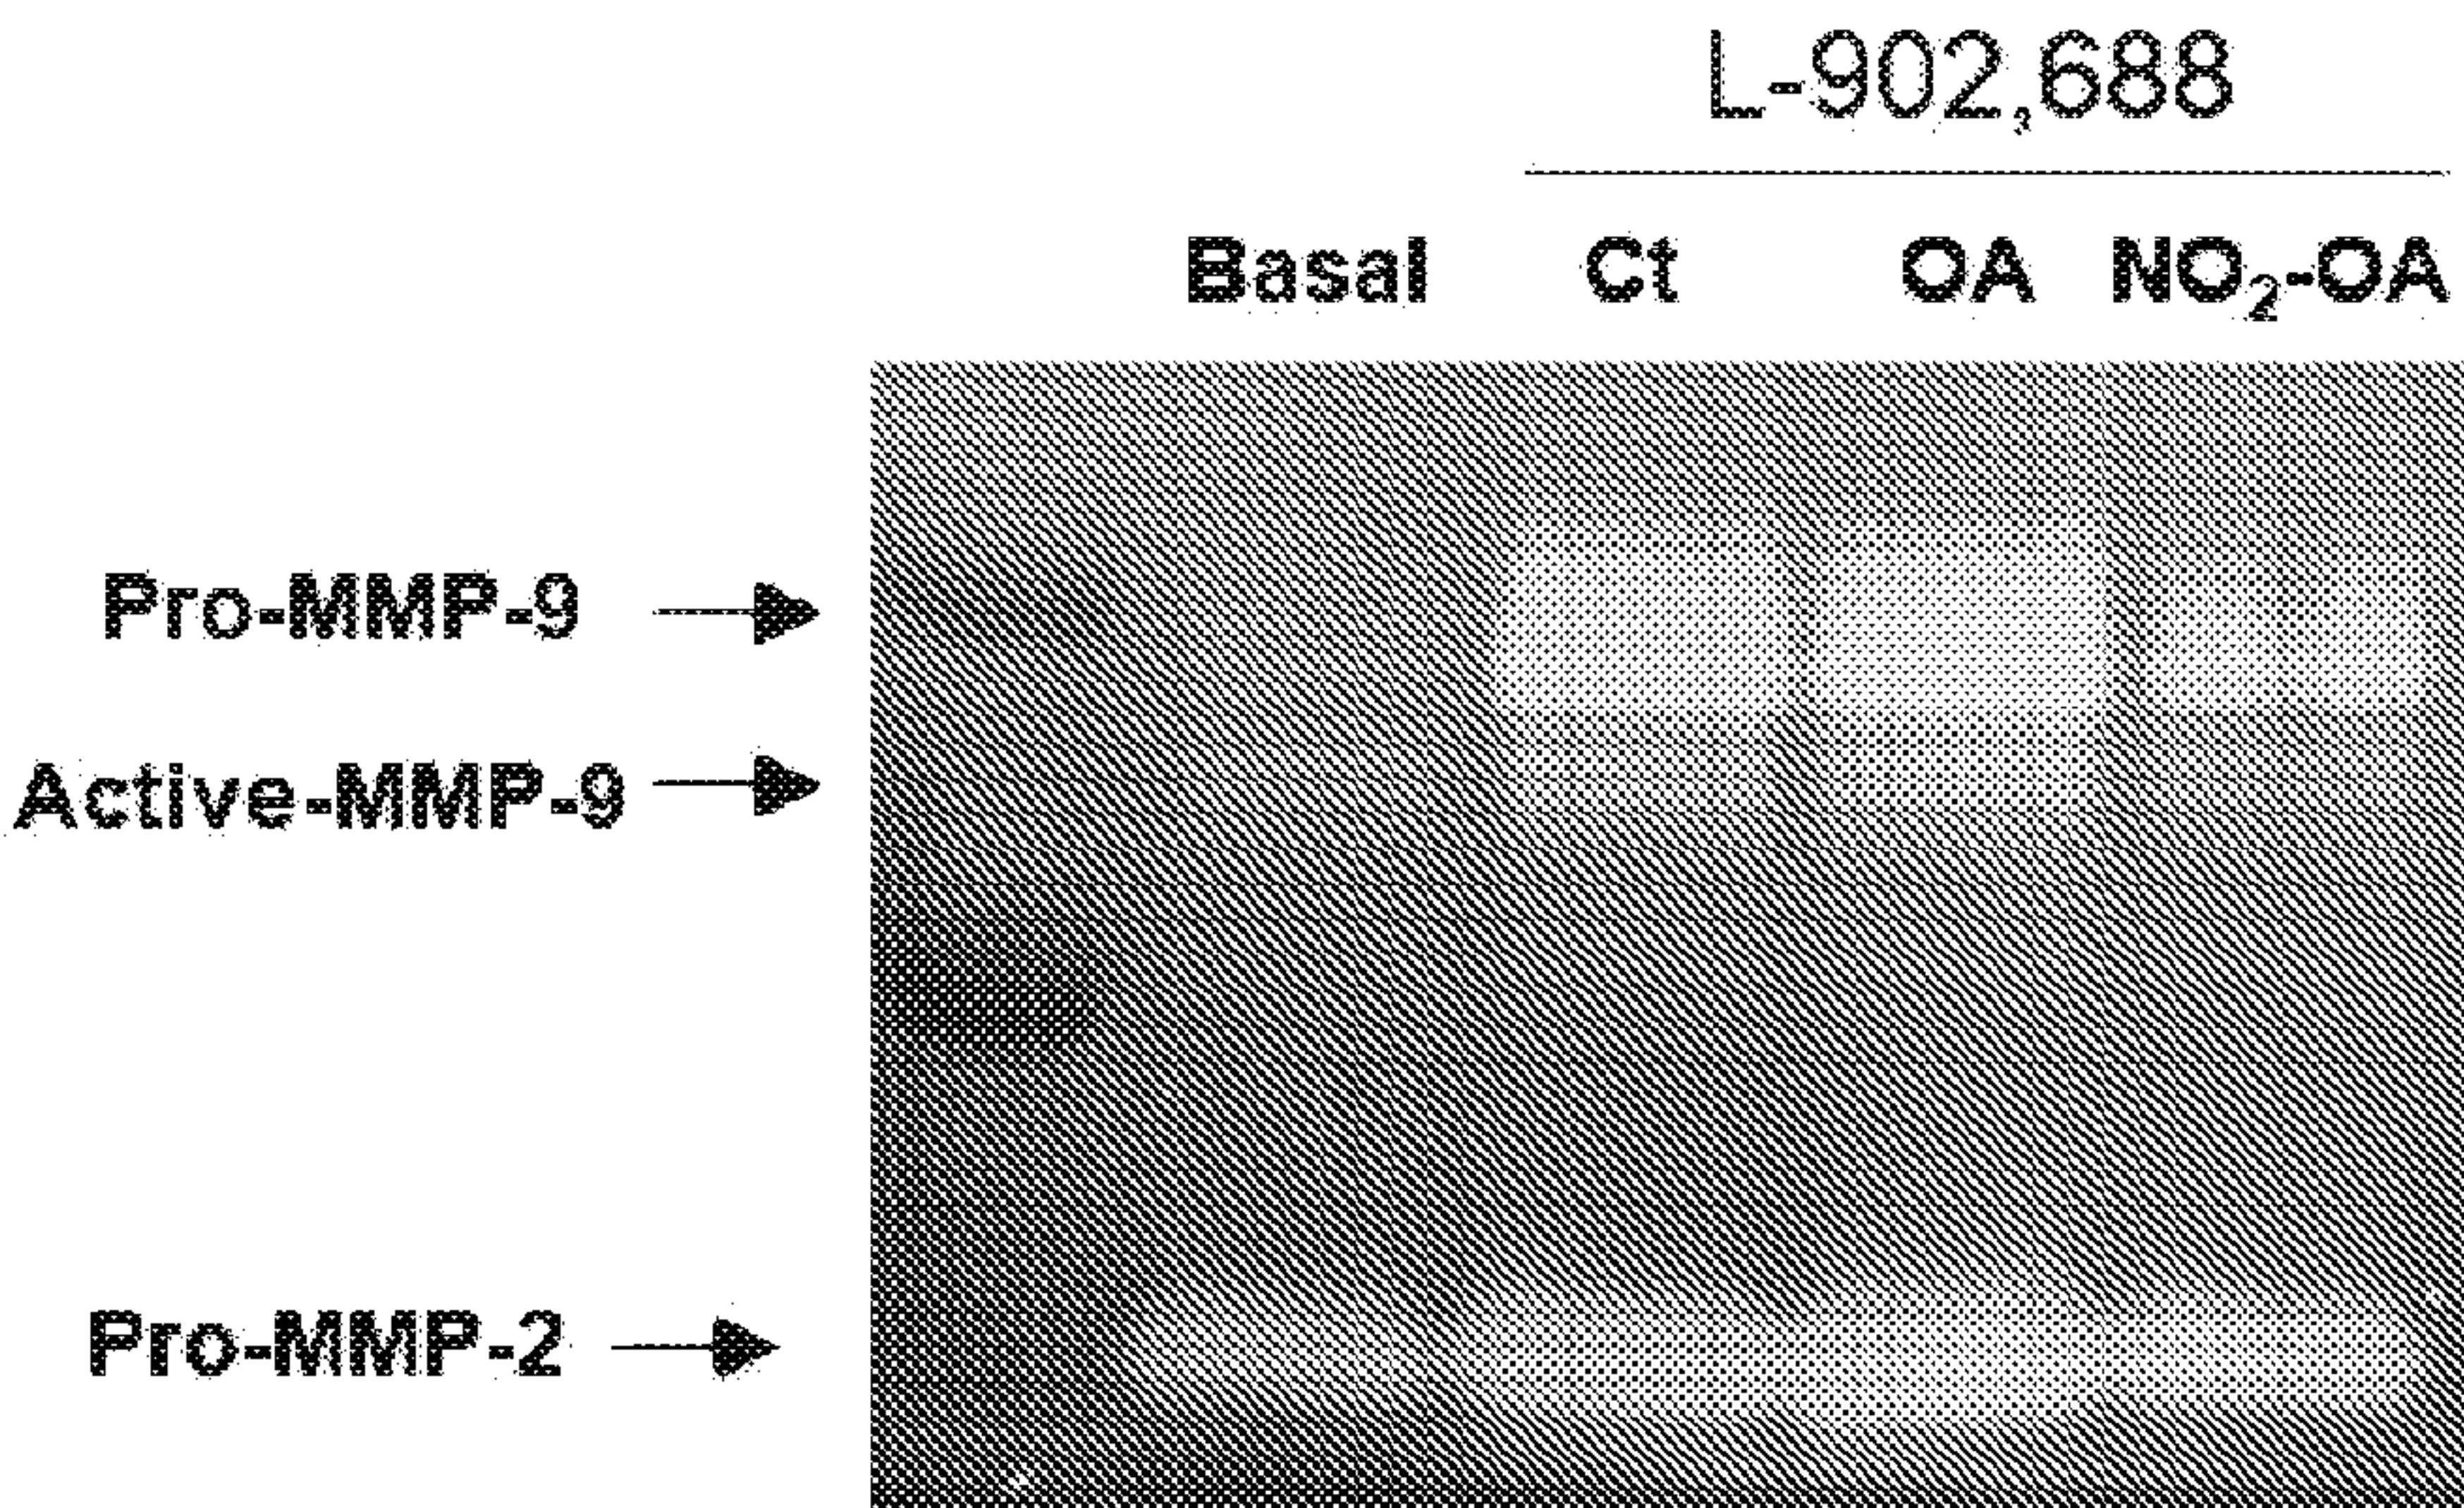 L-902,688
Basal Ct OA NO₂-OA
Pro-MMP-9
Active-MMP-9
Pro-MMP-2